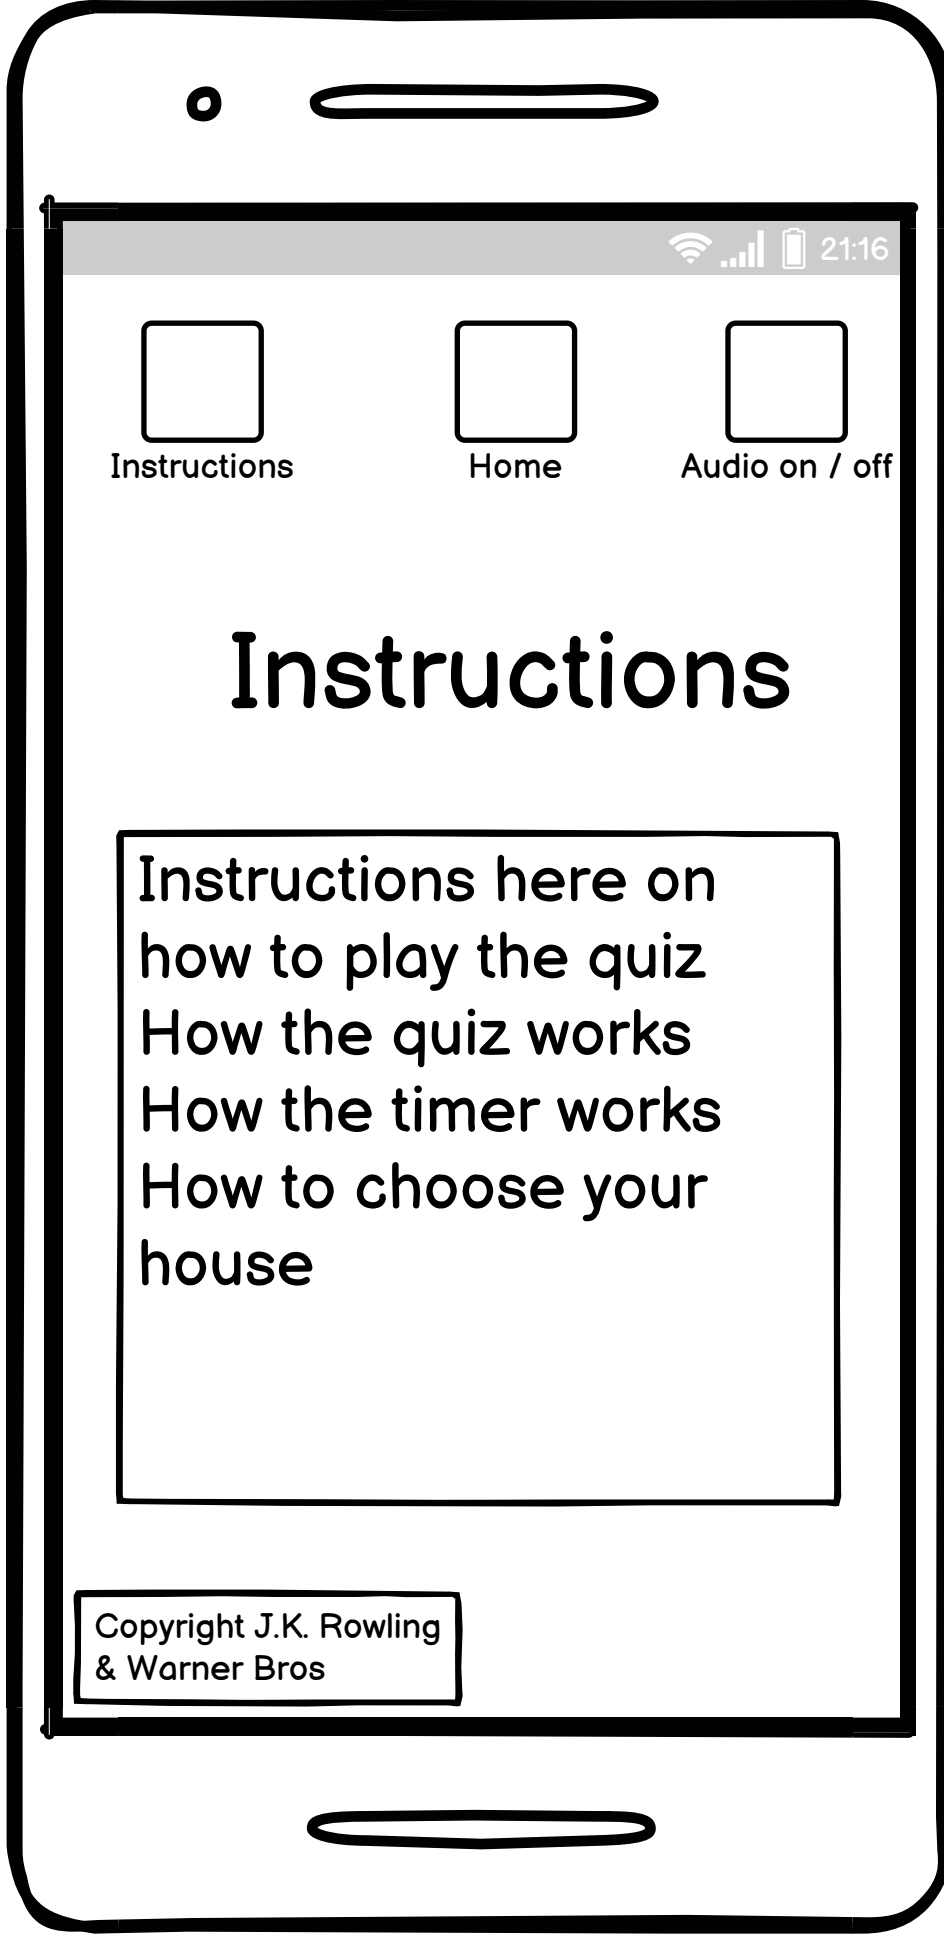 21:16
Instructions
Home
Audio on / off
Instructions
Instructions here on
how to play the quiz
How the quiz works
How the timer works
How to choose your
house
Copyright J.K. Rowling
& Warner Bros